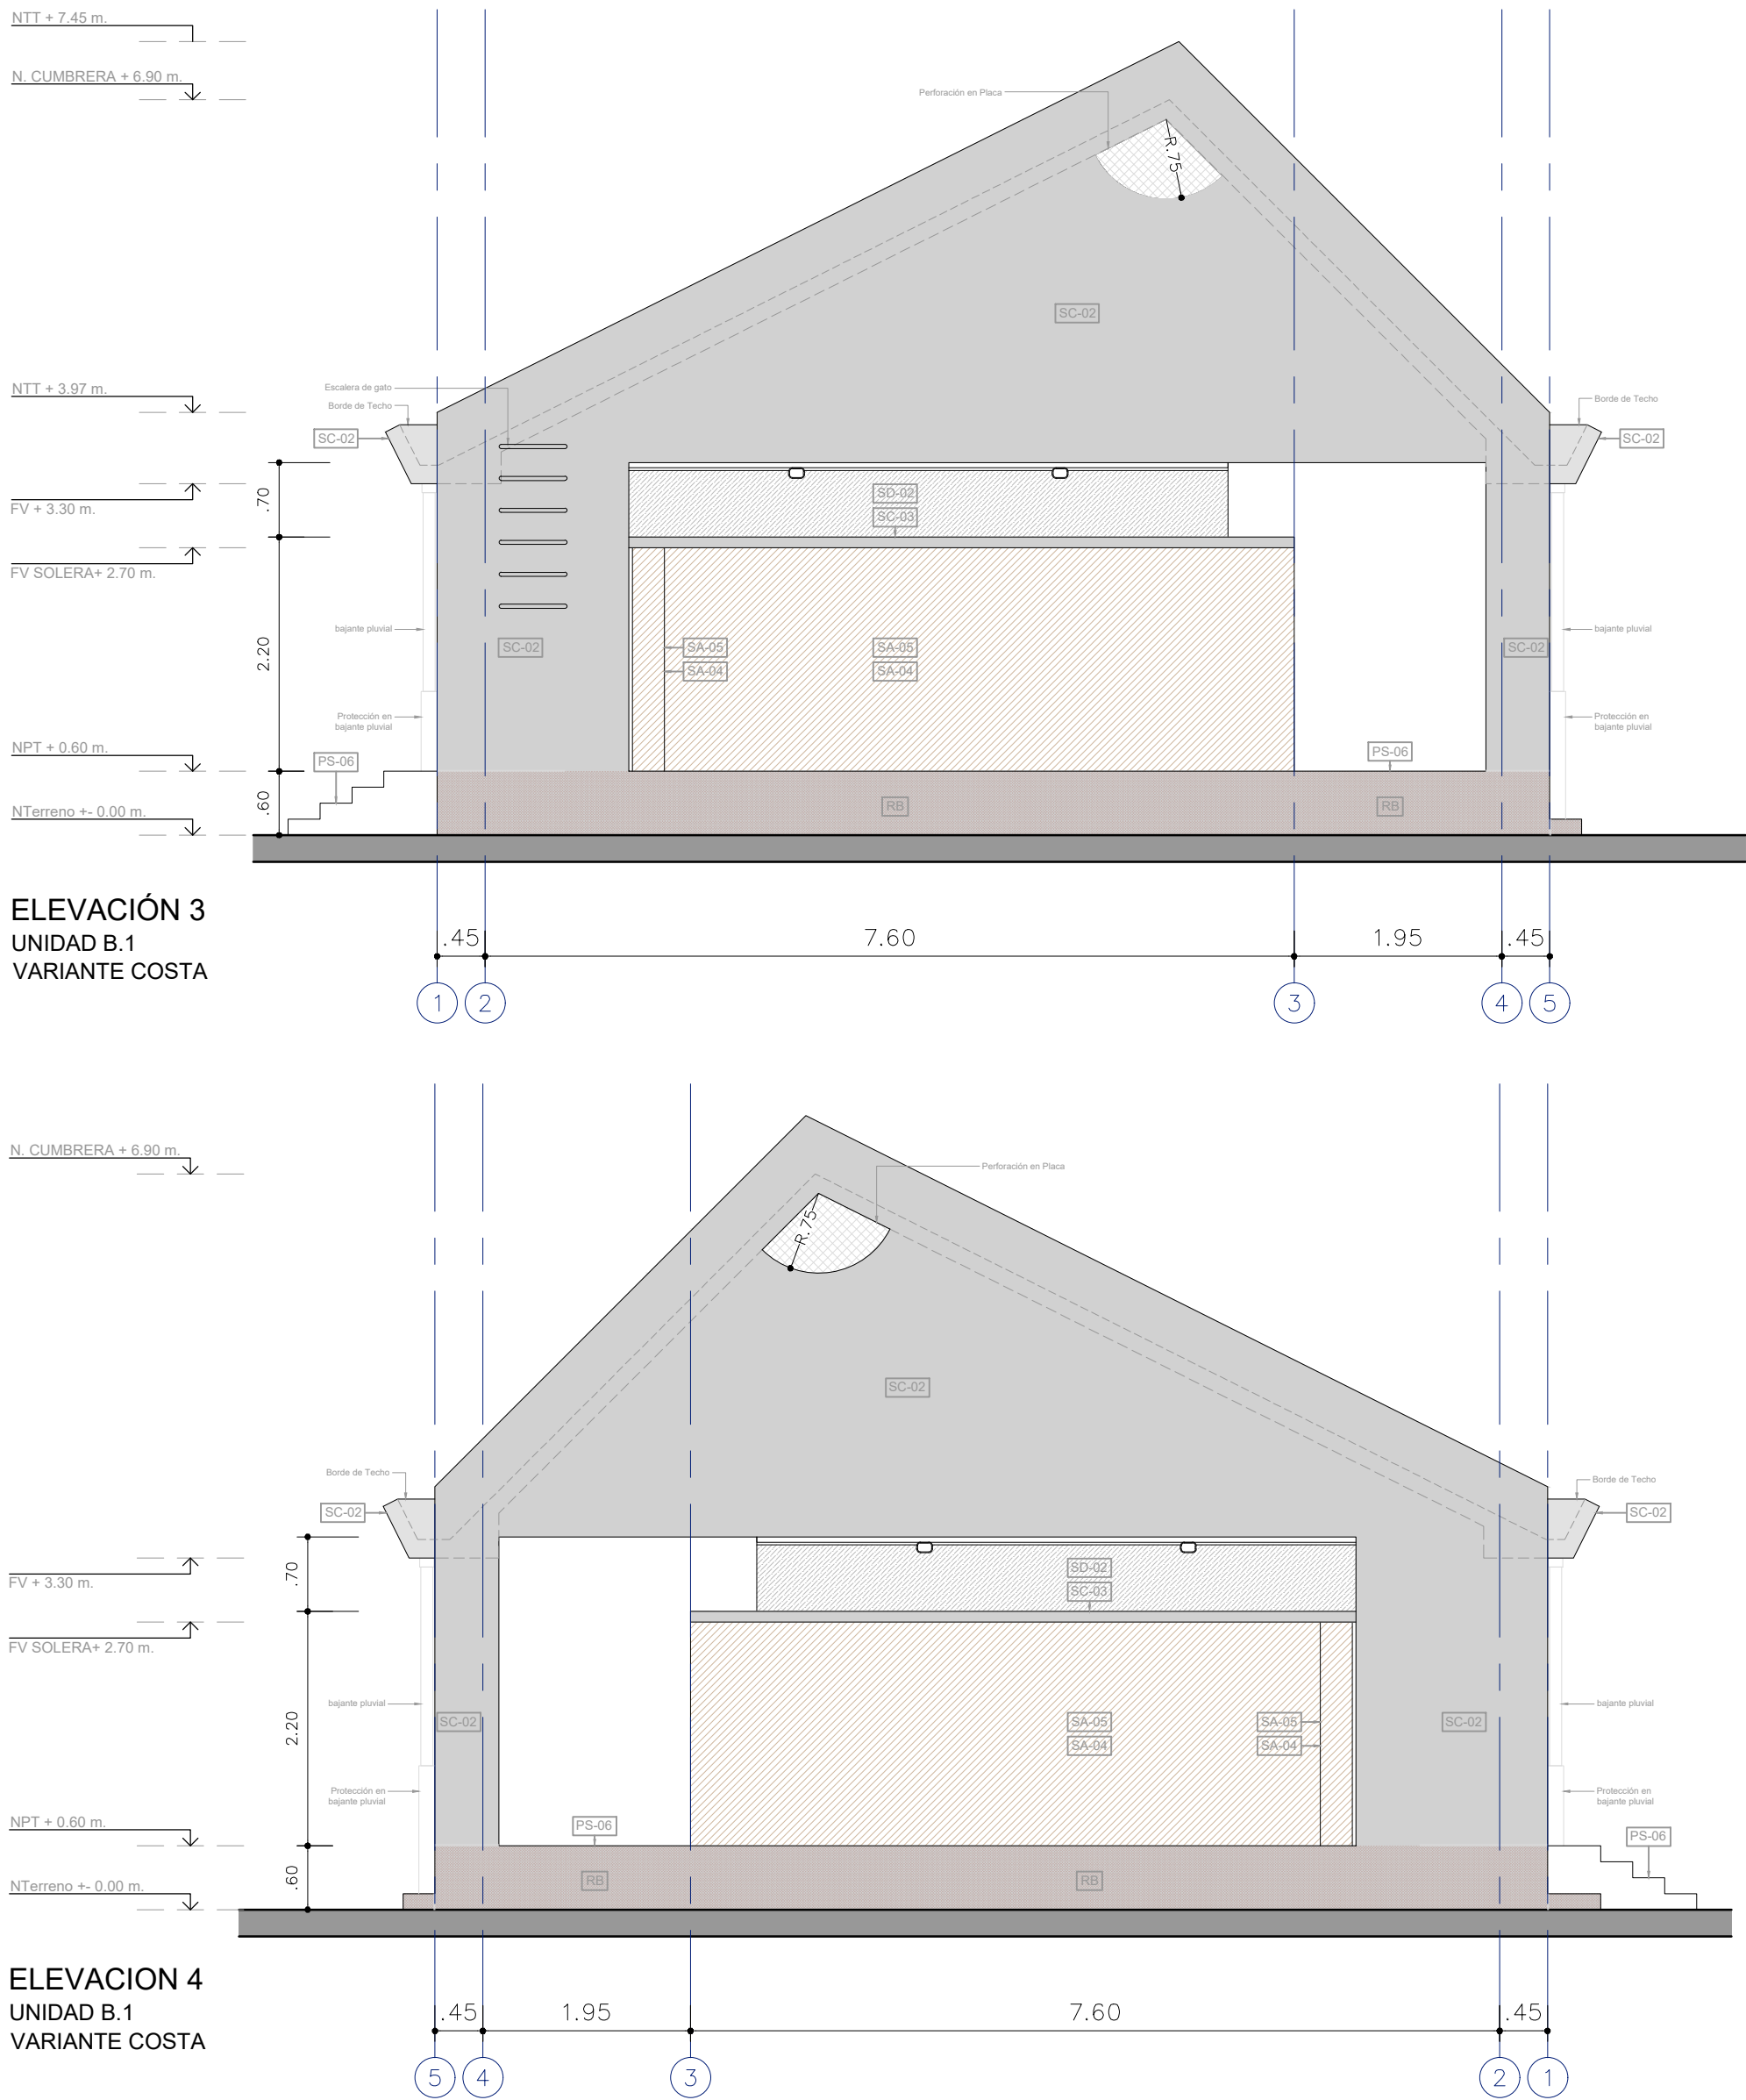 NTT + 7.45 m.
N. CUMBRERA + 6.90 m.
Perforación en Placa
R.75
SC-02
NTT + 3.97 m.
Escalera de gato
Borde de Techo
Borde de Techo
SC-02
SC-02
.70
SD-02
SC-03
FV + 3.30 m.
FV SOLERA+ 2.70 m.
bajante pluvial
bajante pluvial
2.20
SC-02
SA-05
SA-05
SC-02
SA-04
SA-04
Protección en
bajante pluvial
Protección en
bajante pluvial
NPT + 0.60 m.
PS-06
PS-06
.60
RB
RB
NTerreno +- 0.00 m.
ELEVACIÓN 3
UNIDAD B.1
VARIANTE COSTA
.45
7.60
1.95
.45
1
2
3
4
5
N. CUMBRERA + 6.90 m.
Perforación en Placa
R.75
SC-02
Borde de Techo
Borde de Techo
SC-02
SC-02
.70
SD-02
SC-03
FV + 3.30 m.
FV SOLERA+ 2.70 m.
bajante pluvial
bajante pluvial
2.20
SC-02
SA-05
SA-05
SC-02
SA-04
SA-04
Protección en
bajante pluvial
Protección en
bajante pluvial
NPT + 0.60 m.
PS-06
PS-06
.60
RB
RB
NTerreno +- 0.00 m.
ELEVACION 4
UNIDAD B.1
VARIANTE COSTA
.45
1.95
7.60
.45
5
4
3
2
1